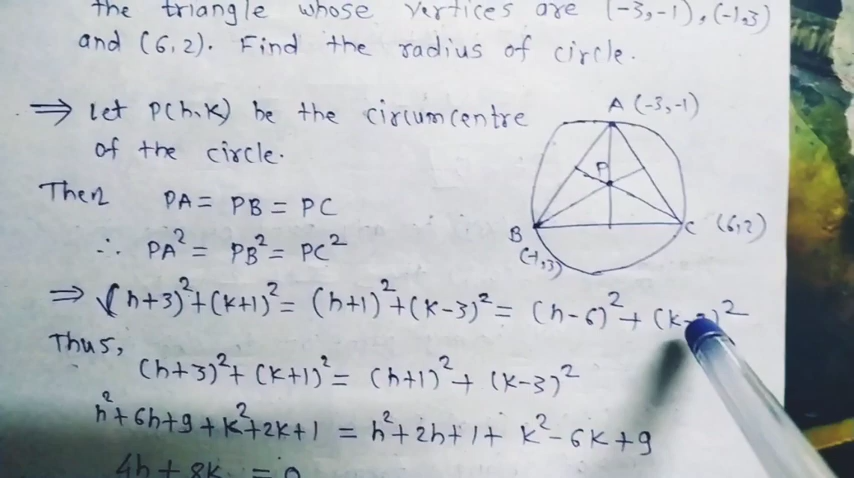 the triangle whose vertices are (-3,-1), (-1,3)
and (6,2). Find the radius of circle.
⇒ Let P(h,k) be the circumcentre
of the circle.
A (-3,-1)
P
B
(-1,3)
C (6,2)
Then PA = PB = PC
∴ PA² = PB² = PC²
⇒ (h+3)²+(k+1)² = (h+1)²+(k-3)² = (h-6)²+(k-
Thus,
(h+3)²+(k+1)² = (h+1)²+(k-3)²
h²+6h+9+k²+2k+1 = h²+2h+1+k²-6k+9
4h+8k = 0